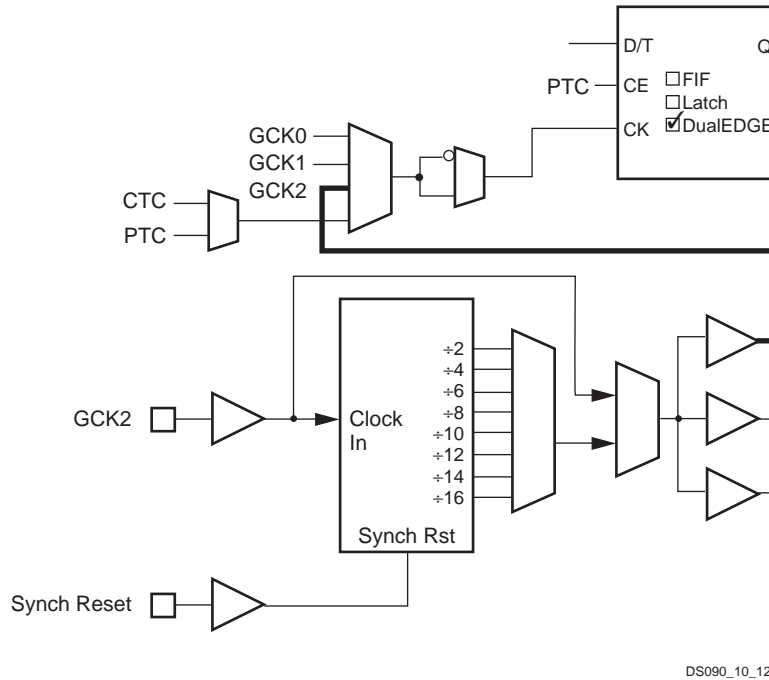 D/T
Q
PTC
CE
FIF
Latch
CK
DualEDGE
GCK0
GCK1
GCK2
CTC
PTC
÷2
÷4
÷6
÷8
÷10
÷12
÷14
÷16
GCK2
Clock
In
Synch Rst
Synch Reset
DS090_10_12